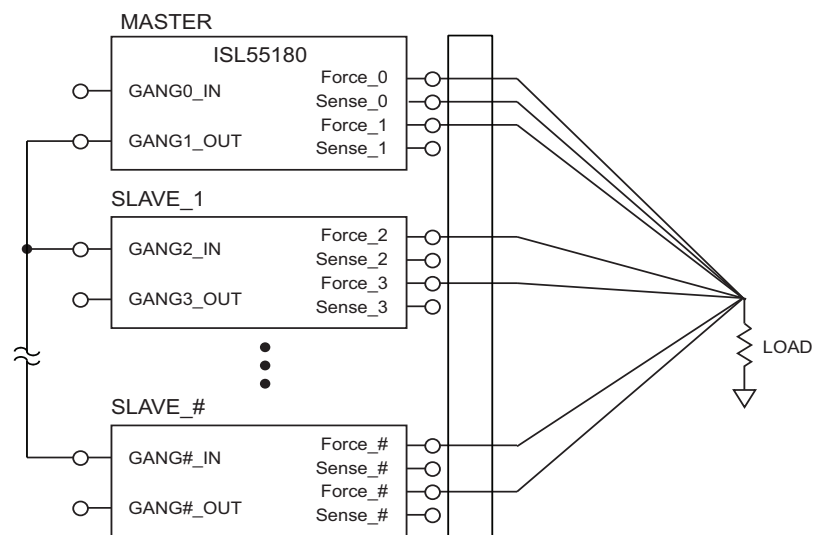 MASTER
ISL55180
GANG0_IN
GANG1_OUT
Force_0
Sense_0
Force_1
Sense_1
SLAVE_1
GANG2_IN
GANG3_OUT
Force_2
Sense_2
Force_3
Sense_3
LOAD
SLAVE_#
GANG#_IN
GANG#_OUT
Force_#
Sense_#
Force_#
Sense_#